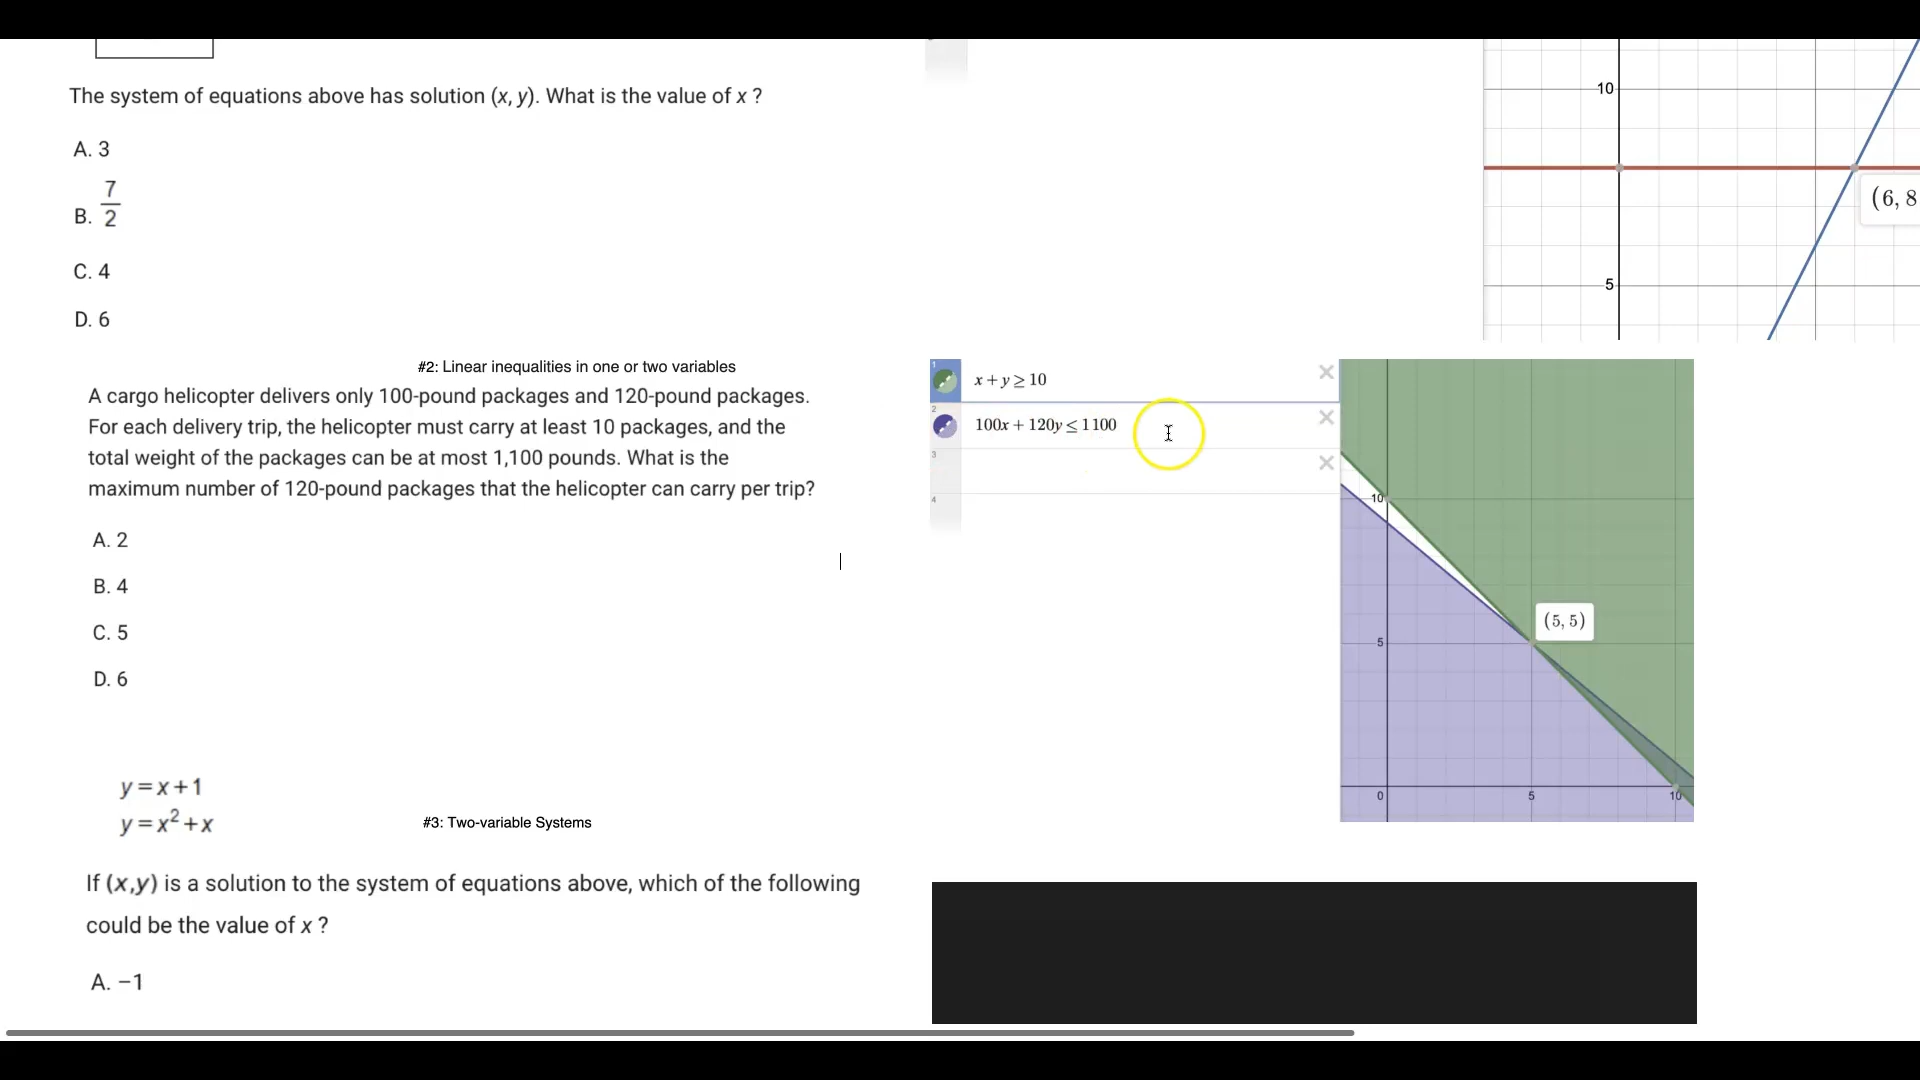 The system of equations above has solution (x, y). What is the value of x ?
A. 3
B. 7/2
C. 4
D. 6
10
(6, 8
5
#2: Linear inequalities in one or two variables
A cargo helicopter delivers only 100-pound packages and 120-pound packages.
For each delivery trip, the helicopter must carry at least 10 packages, and the
total weight of the packages can be at most 1,100 pounds. What is the
maximum number of 120-pound packages that the helicopter can carry per trip?
A. 2
B. 4
C. 5
D. 6
1
x + y ≥ 10
2
100x + 120y ≤ 1100
3
4
10
(5, 5)
5
0
5
10
y = x + 1
y = x² + x
#3: Two-variable Systems
If (x,y) is a solution to the system of equations above, which of the following
could be the value of x ?
A. −1